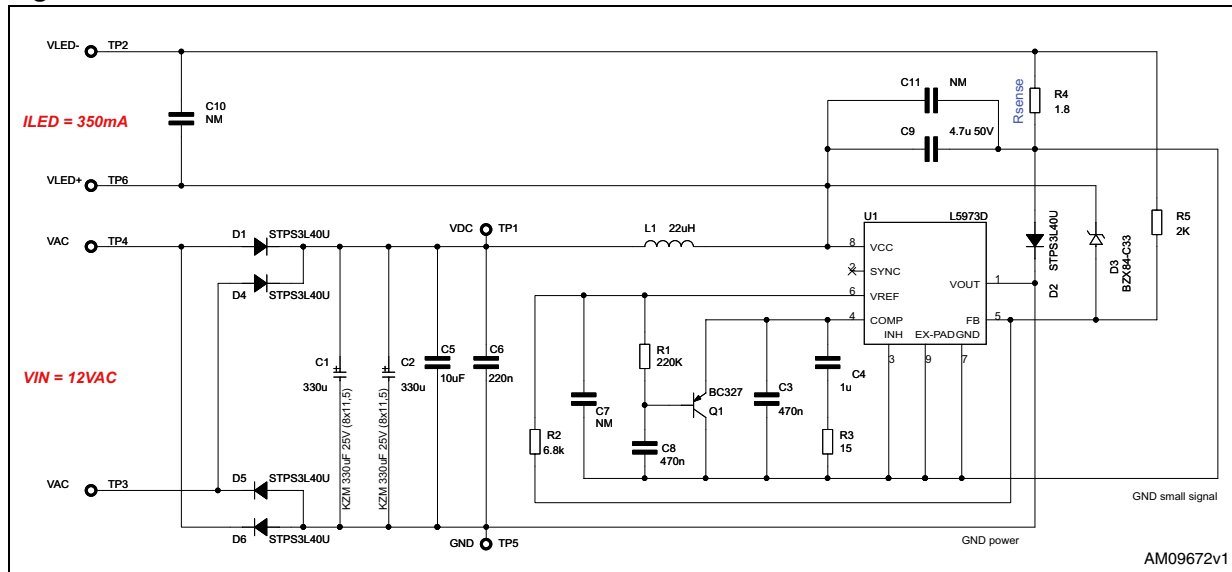 VLED- TP2
C10
NM
ILED = 350mA
VLED+ TP6
C11 NM
C9 4.7u 50V
Rsense
R4
1.8
VAC TP4
D1 STPS3L40U
D4 STPS3L40U
VDC TP1
L1 22uH
U1 L5973D
8 VCC
2 SYNC
6 VREF
4 COMP
VOUT 1
FB 5
INH EX-PAD GND
3 9 7
D2 STPS3L40U
D3
BZX84-C33
R5
2K
VIN = 12VAC
C1
330u
KZM 330uF 25V (8x11,5)
C2
330u
KZM 330uF 25V (8x11,5)
C5
10uF
C6
220n
R1
220K
R2
6.8k
C7
NM
C8
470n
BC327
Q1
C3
470n
C4
1u
R3
15
VAC TP3
D5 STPS3L40U
D6 STPS3L40U
GND TP5
GND small signal
GND power
AM09672v1